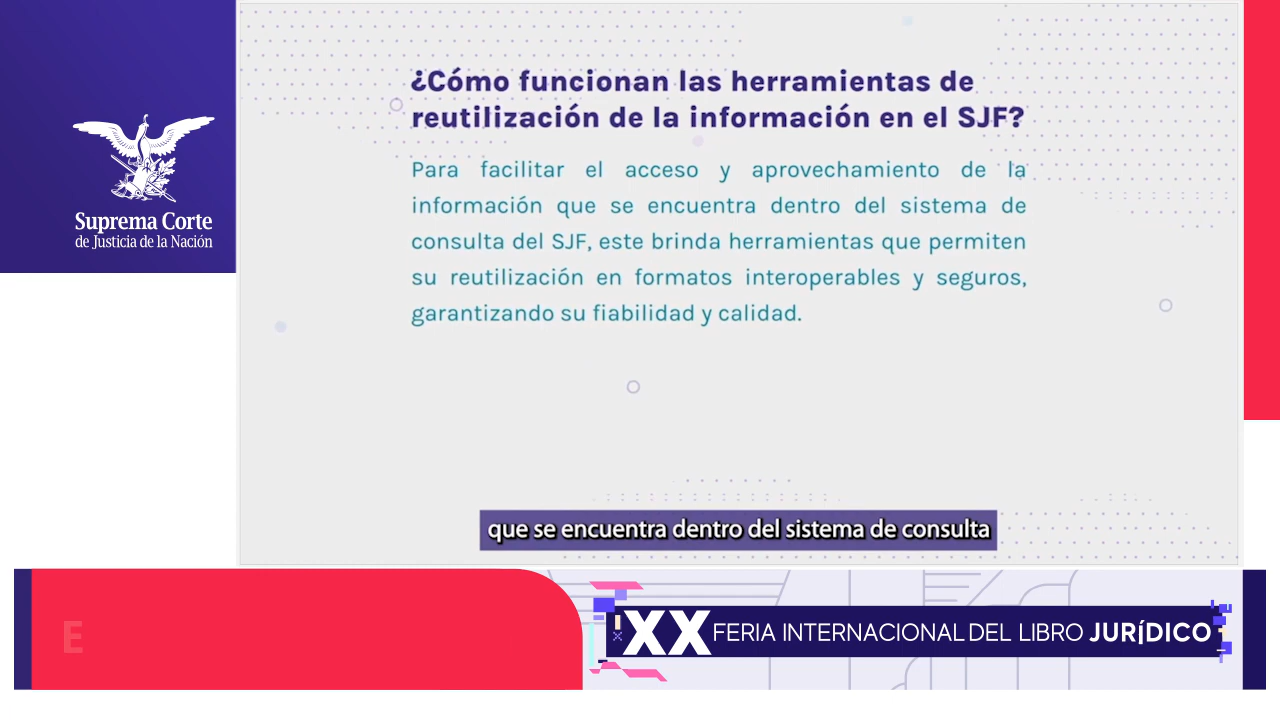 ¿Cómo funcionan las herramientas de
reutilización de la información en el SJF?
Para facilitar el acceso y aprovechamiento de la
información que se encuentra dentro del sistema de
consulta del SJF, este brinda herramientas que permiten
su reutilización en formatos interoperables y seguros,
garantizando su fiabilidad y calidad.
Suprema Corte
de Justicia de la Nación
que se encuentra dentro del sistema de consulta
E
XX FERIA INTERNACIONAL DEL LIBRO JURÍDICO